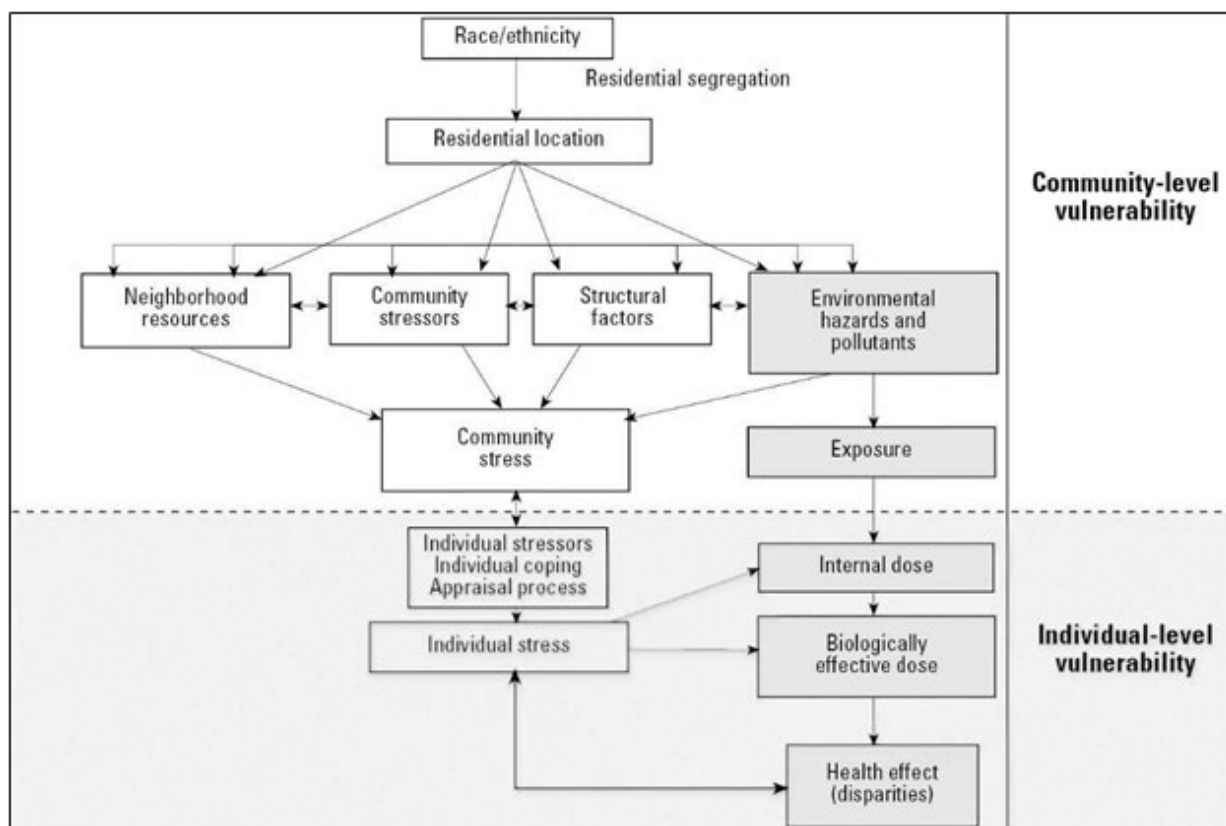 Race/ethnicity
Residential segregation
Residential location
Community-level
vulnerability
Neighborhood
resources
Community
stressors
Structural
factors
Environmental
hazards and
pollutants
Community
stress
Exposure
Individual stressors
Individual coping
Appraisal process
Internal dose
Individual stress
Biologically
effective dose
Individual-level
vulnerability
Health effect
(disparities)